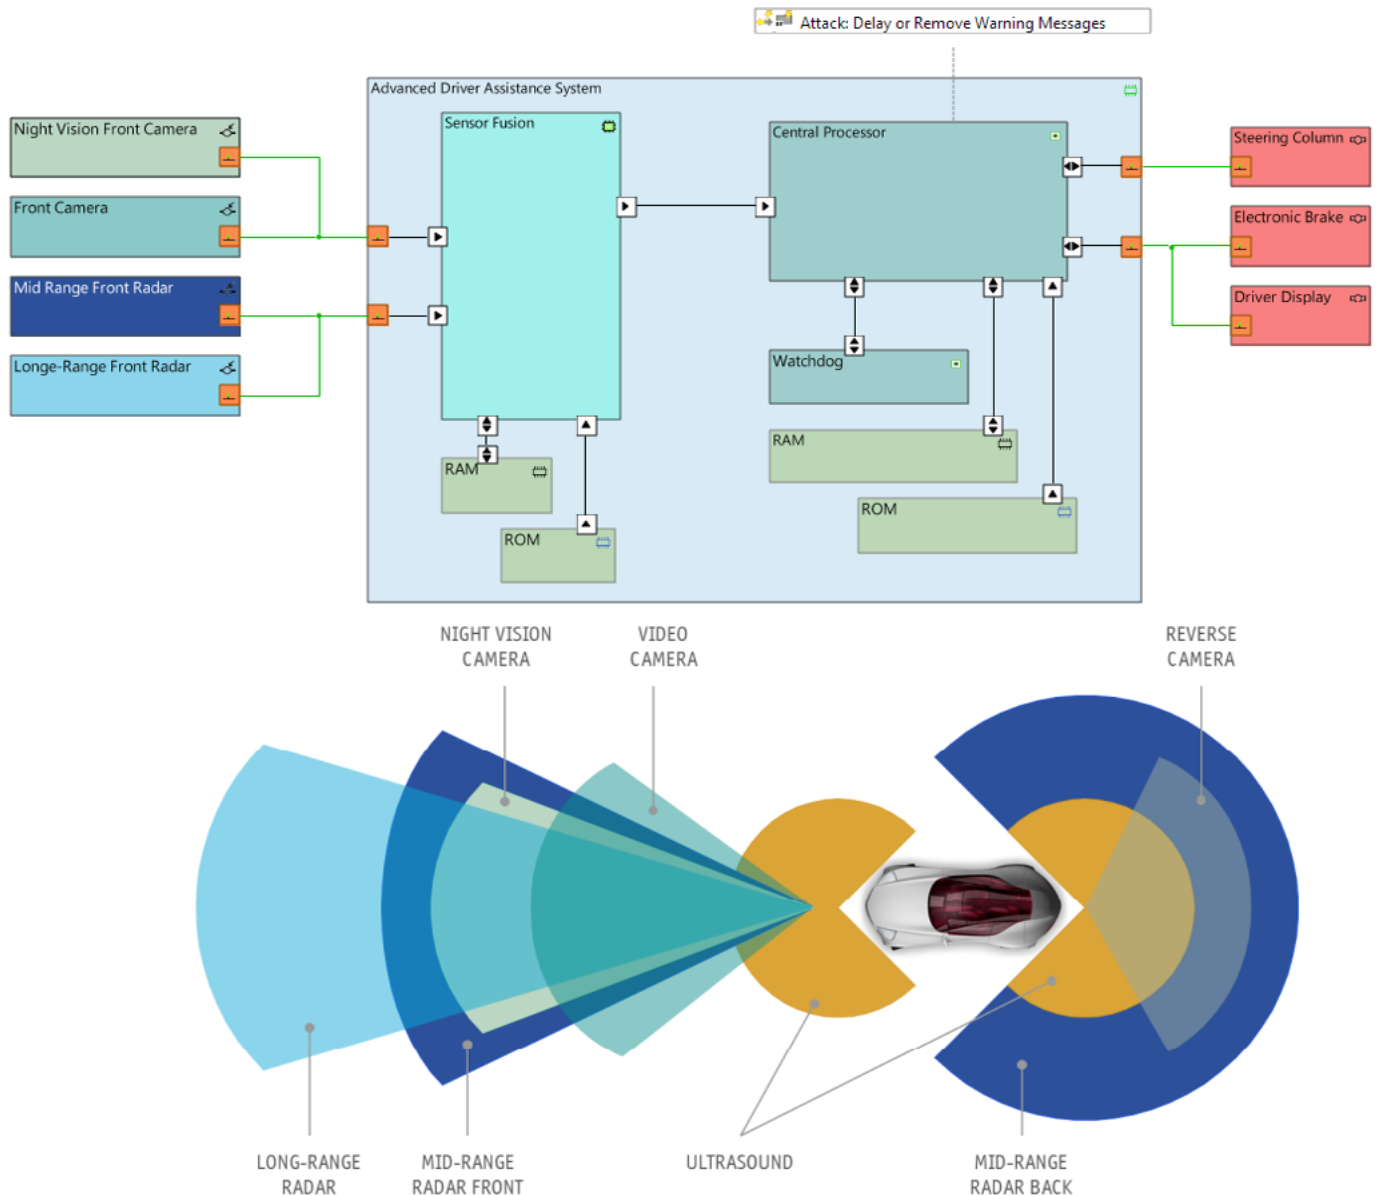 Attack: Delay or Remove Warning Messages
Advanced Driver Assistance System
Night Vision Front Camera
Front Camera
Mid Range Front Radar
Longe-Range Front Radar
Sensor Fusion
RAM
ROM
Central Processor
Watchdog
RAM
ROM
Steering Column
Electronic Brake
Driver Display
NIGHT VISION
CAMERA
VIDEO
CAMERA
REVERSE
CAMERA
LONG-RANGE
RADAR
MID-RANGE
RADAR FRONT
ULTRASOUND
MID-RANGE
RADAR BACK